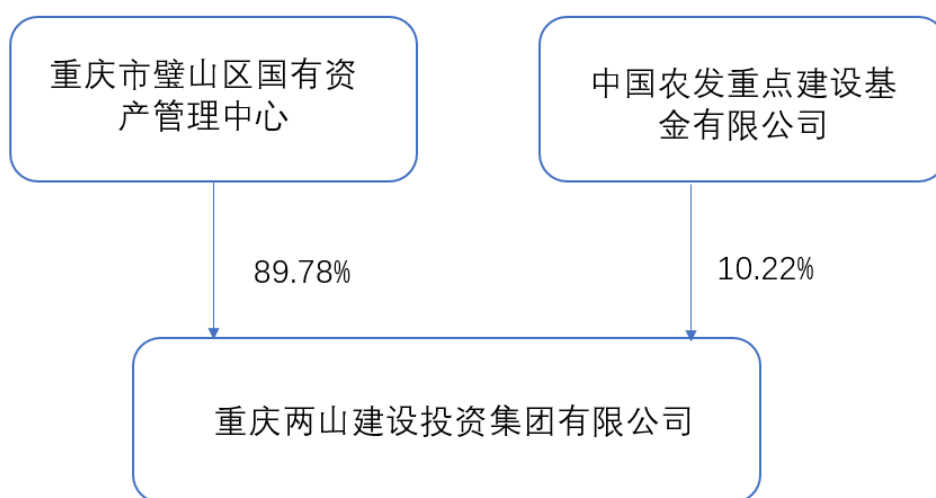 重庆市璧山区国有资
产管理中心
中国农发重点建设基
金有限公司
89.78%
10.22%
重庆两山建设投资集团有限公司